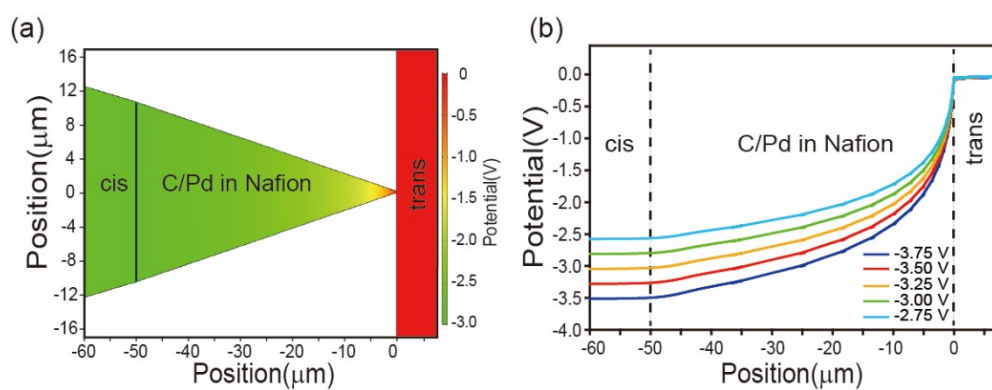 (a)
Position(μm)
16
12
8
4
0
-4
-8
-12
-16
cis
C/Pd in Nafion
trans
-60 -50 -40 -30 -20 -10 0
Position(μm)
0
-0.5
-1.0
-1.5
-2.0
-2.5
-3.0
Potential(V)
(b)
Potential(V)
0.0
-0.5
-1.0
-1.5
-2.0
-2.5
-3.0
-3.5
-4.0
cis
C/Pd in Nafion
trans
-3.75 V
-3.50 V
-3.25 V
-3.00 V
-2.75 V
-60 -50 -40 -30 -20 -10 0
Position(μm)